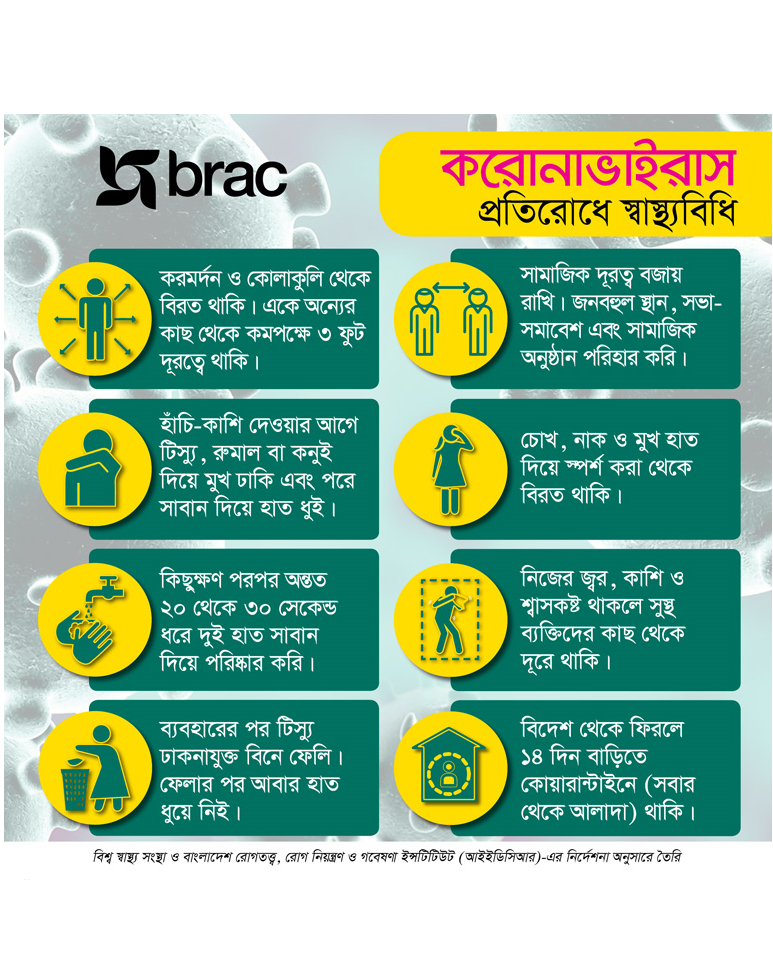 brac
করোনাভাইরাস
প্রতিরোধে স্বাস্থ্যবিধি
করমর্দন ও কোলাকুলি থেকে
বিরত থাকি। একে অন্যের
কাছ থেকে কমপক্ষে ৩ ফুট
দূরত্বে থাকি।
সামাজিক দূরত্ব বজায়
রাখি। জনবহুল স্থান, সভা-
সমাবেশ এবং সামাজিক
অনুষ্ঠান পরিহার করি।
হাঁচি-কাশি দেওয়ার আগে
টিস্যু, রুমাল বা কনুই
দিয়ে মুখ ঢাকি এবং পরে
সাবান দিয়ে হাত ধুই।
চোখ, নাক ও মুখ হাত
দিয়ে স্পর্শ করা থেকে
বিরত থাকি।
কিছুক্ষণ পরপর অন্তত
২০ থেকে ৩০ সেকেন্ড
ধরে দুই হাত সাবান
দিয়ে পরিষ্কার করি।
নিজের জ্বর, কাশি ও
শ্বাসকষ্ট থাকলে সুস্থ
ব্যক্তিদের কাছ থেকে
দূরে থাকি।
ব্যবহারের পর টিস্যু
ঢাকনাযুক্ত বিনে ফেলি।
ফেলার পর আবার হাত
ধুয়ে নিই।
বিদেশ থেকে ফিরলে
১৪ দিন বাড়িতে
কোয়ারান্টাইনে (সবার
থেকে আলাদা) থাকি।
বিশ্ব স্বাস্থ্য সংস্থা ও বাংলাদেশ রোগতত্ত্ব, রোগ নিয়ন্ত্রণ ও গবেষণা ইন্সটিটিউট (আইইডিসিআর)-এর নির্দেশনা অনুসারে তৈরি